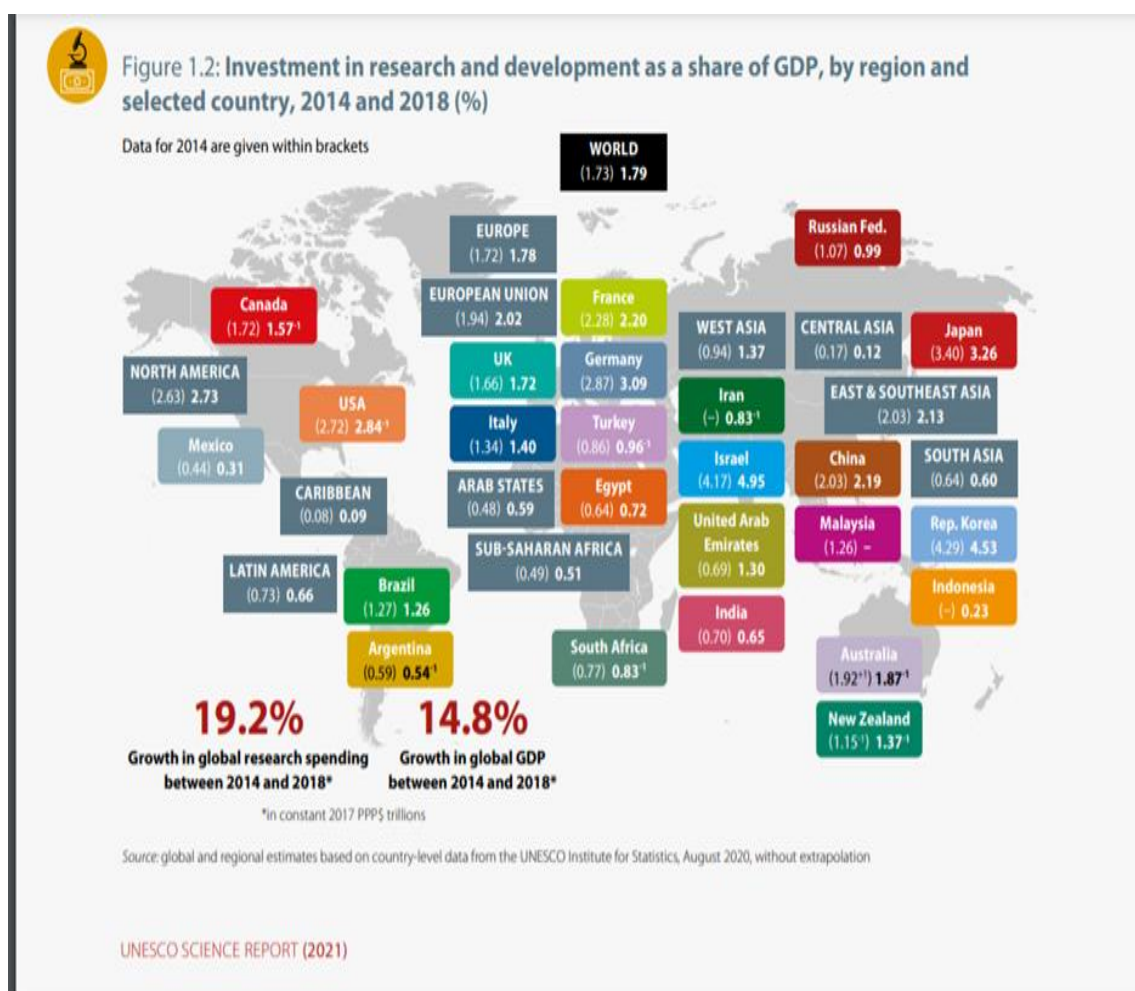 Figure 1.2: Investment in research and development as a share of GDP, by region and
selected country, 2014 and 2018 (%)
Data for 2014 are given within brackets
WORLD
(1.73) 1.79
EUROPE
(1.72) 1.78
Russian Fed.
(1.07) 0.99
EUROPEAN UNION
(1.94) 2.02
France
(2.28) 2.20
Canada
(1.72) 1.57⁻¹
WEST ASIA
(0.94) 1.37
CENTRAL ASIA
(0.17) 0.12
Japan
(3.40) 3.26
UK
(1.66) 1.72
Germany
(2.87) 3.09
NORTH AMERICA
(2.63) 2.73
USA
(2.72) 2.84⁻¹
Iran
(–) 0.83⁻¹
EAST & SOUTHEAST ASIA
(2.03) 2.13
Italy
(1.34) 1.40
Turkey
(0.86) 0.96⁻¹
Mexico
(0.44) 0.31
Israel
(4.17) 4.95
China
(2.03) 2.19
SOUTH ASIA
(0.64) 0.60
CARIBBEAN
(0.08) 0.09
ARAB STATES
(0.48) 0.59
Egypt
(0.64) 0.72
United Arab
Emirates
(0.69) 1.30
Malaysia
(1.26) –
Rep. Korea
(4.29) 4.53
SUB-SAHARAN AFRICA
(0.49) 0.51
LATIN AMERICA
(0.73) 0.66
Brazil
(1.27) 1.26
Indonesia
(–) 0.23
India
(0.70) 0.65
Argentina
(0.59) 0.54⁻¹
South Africa
(0.77) 0.83⁻¹
Australia
(1.92⁺¹) 1.87⁻¹
New Zealand
(1.15⁻¹) 1.37⁻¹
19.2%
Growth in global research spending
between 2014 and 2018*
14.8%
Growth in global GDP
between 2014 and 2018*
*in constant 2017 PPP$ trillions
Source: global and regional estimates based on country-level data from the UNESCO Institute for Statistics, August 2020, without extrapolation
UNESCO SCIENCE REPORT (2021)